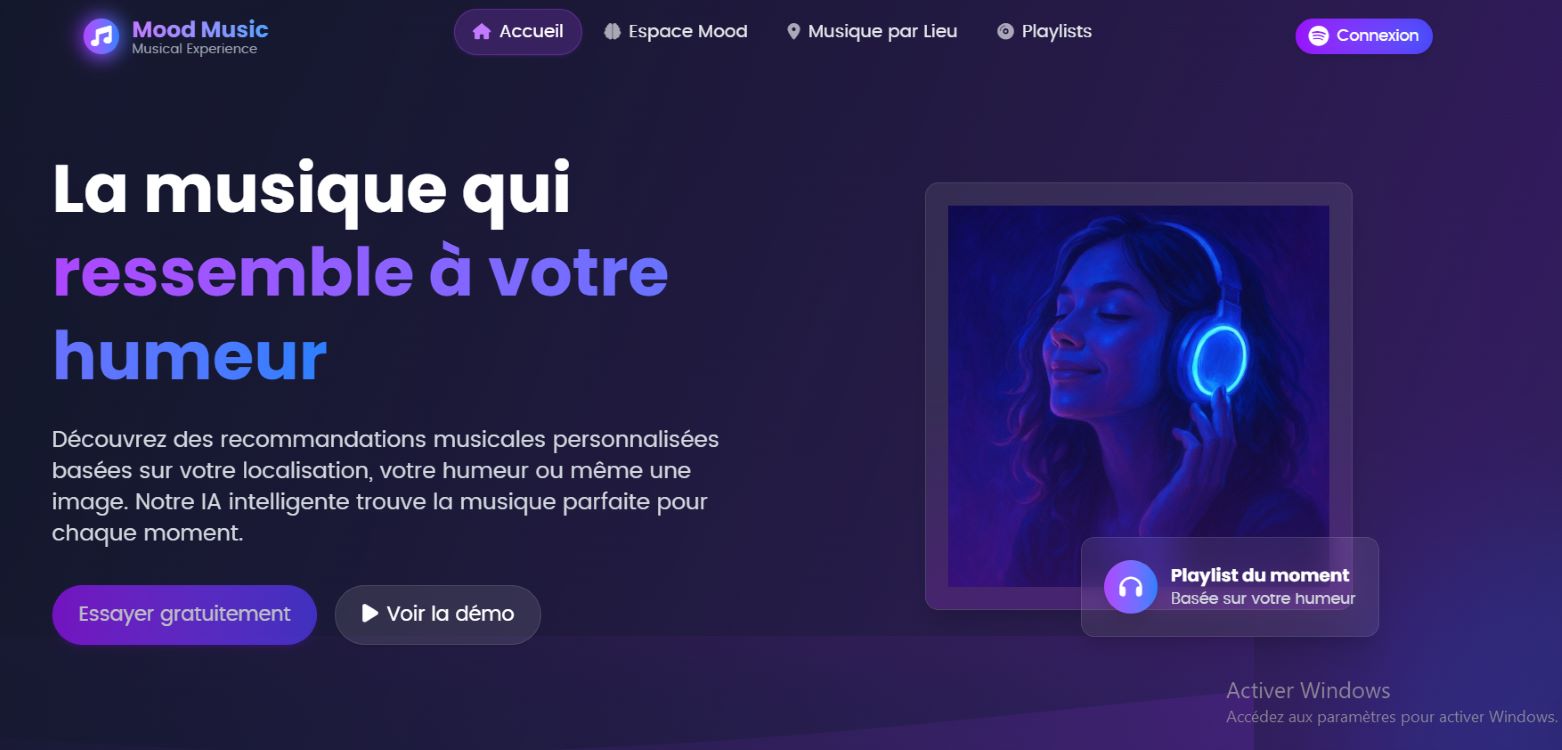 Mood Music
Musical Experience
Accueil
Espace Mood
Musique par Lieu
Playlists
Connexion
La musique qui
ressemble à votre
humeur
Découvrez des recommandations musicales personnalisées
basées sur votre localisation, votre humeur ou même une
image. Notre IA intelligente trouve la musique parfaite pour
chaque moment.
Essayer gratuitement
Voir la démo
Playlist du moment
Basée sur votre humeur
Activer Windows
Accédez aux paramètres pour activer Windows.